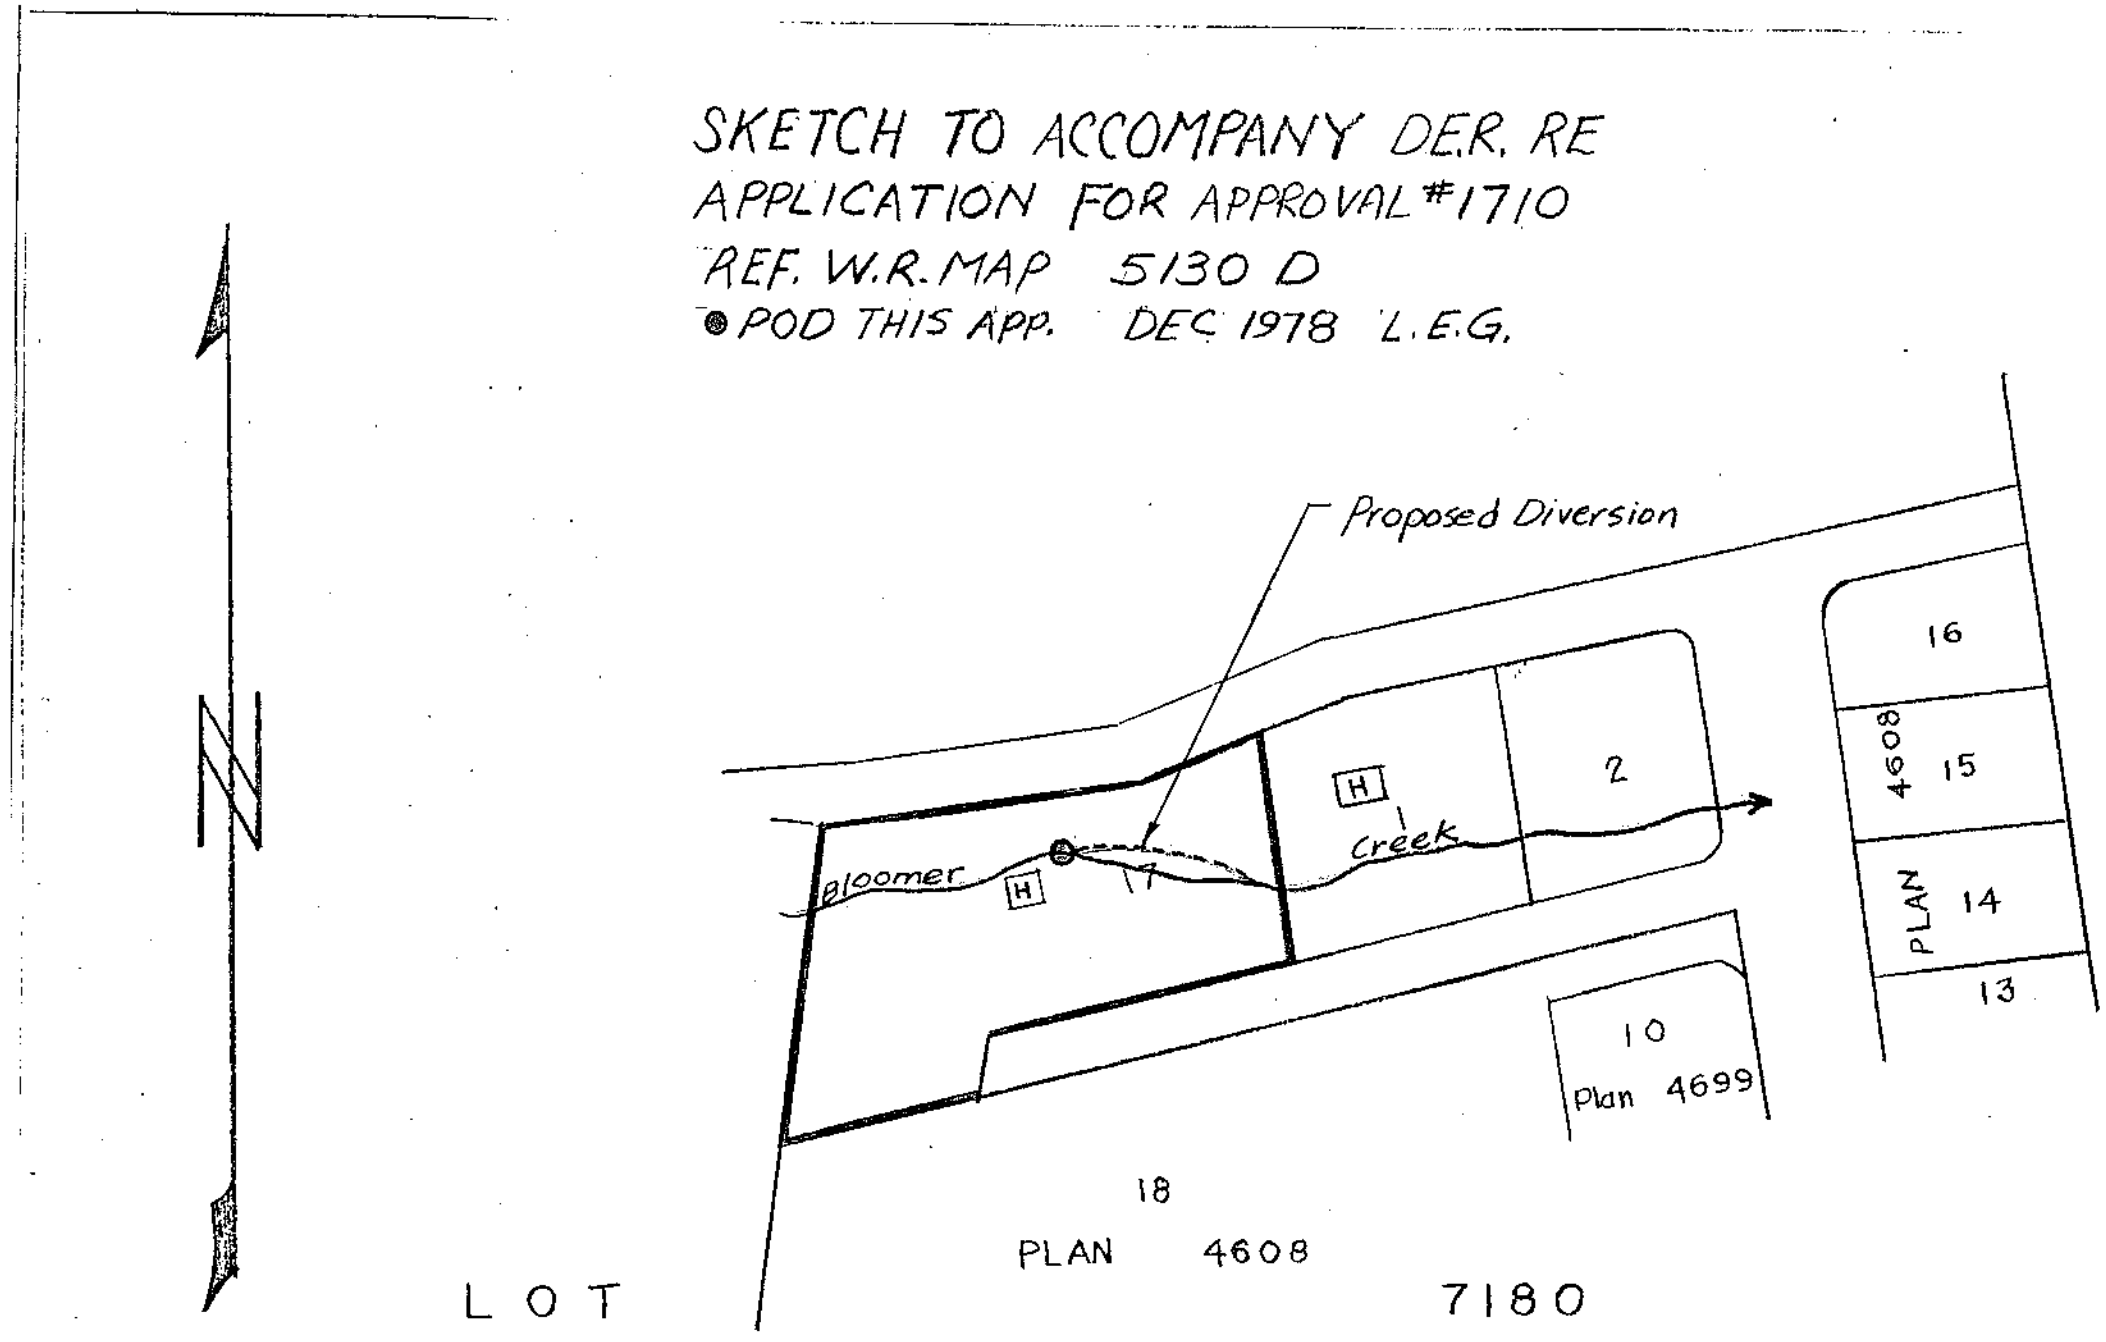 SKETCH TO ACCOMPANY D.E.R. RE
APPLICATION FOR APPROVAL #1710
REF. W.R. MAP 5130 D
POD THIS APP. DEC 1978 L.E.G.
Proposed Diversion
N
16
4608
15
2
H
1
Creek
Bloomer
H
17
PLAN
14
13
10
Plan 4699
18
PLAN 4608
LOT 7180